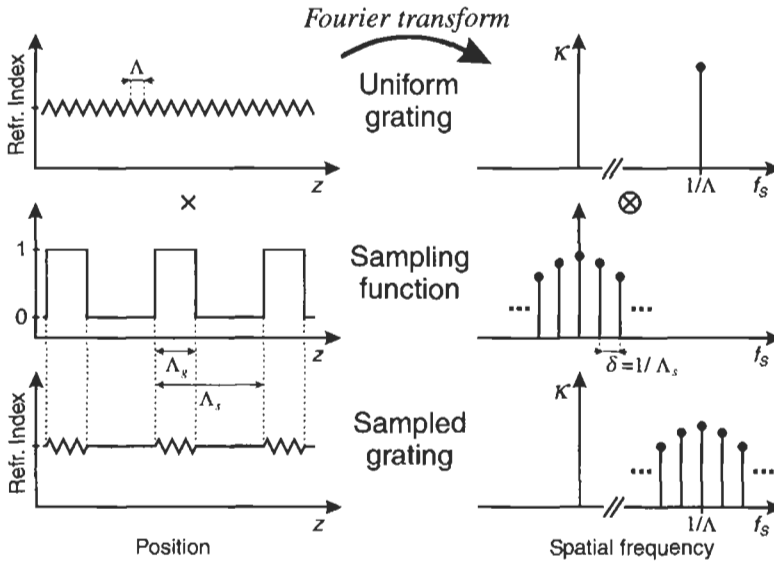 Fourier transform
Refr. Index
Λ
z
Uniform
grating
κ
1/Λ
f_s
×
⊗
1
0
Λ_g
Λ_s
z
Sampling
function
...
...
δ=1/Λ_s
f_s
Refr. Index
z
Position
Sampled
grating
κ
...
...
1/Λ
f_s
Spatial frequency